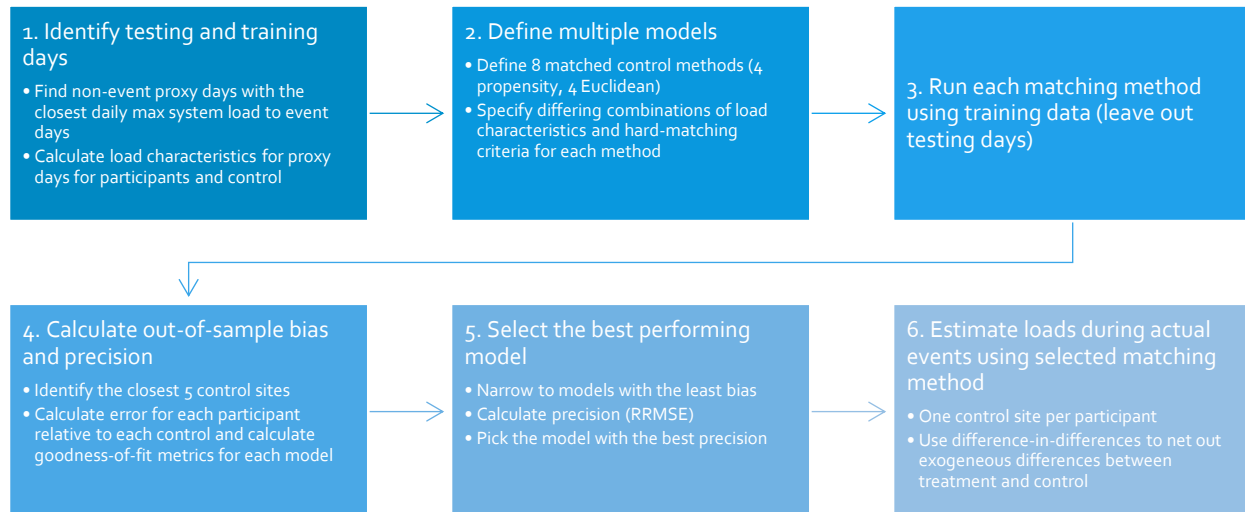 1. Identify testing and training
days
• Find non-event proxy days with the
closest daily max system load to event
days
• Calculate load characteristics for proxy
days for participants and control
2. Define multiple models
• Define 8 matched control methods (4
propensity, 4 Euclidean)
• Specify differing combinations of load
characteristics and hard-matching
criteria for each method
3. Run each matching method
using training data (leave out
testing days)
4. Calculate out-of-sample bias
and precision
• Identify the closest 5 control sites
• Calculate error for each participant
relative to each control and calculate
goodness-of-fit metrics for each model
5. Select the best performing
model
• Narrow to models with the least bias
• Calculate precision (RRMSE)
• Pick the model with the best precision
6. Estimate loads during actual
events using selected matching
method
• One control site per participant
• Use difference-in-differences to net out
exogeneous differences between
treatment and control